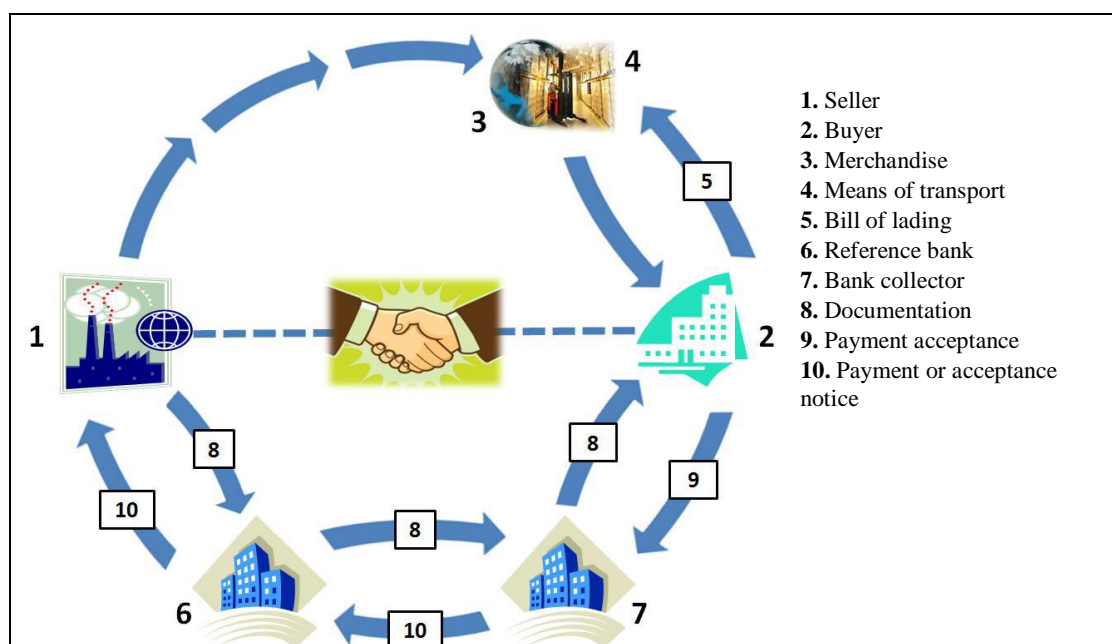 4
3
5
1
2
8
8
9
10
8
6
7
10
1. Seller
2. Buyer
3. Merchandise
4. Means of transport
5. Bill of lading
6. Reference bank
7. Bank collector
8. Documentation
9. Payment acceptance
10. Payment or acceptance
notice